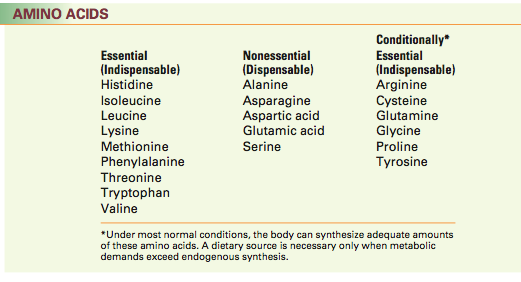 AMINO ACIDS
Conditionally*
Essential Nonessential Essential
(Indispensable) (Dispensable) (Indispensable)
Histidine Alanine Arginine
Isoleucine Asparagine Cysteine
Leucine Aspartic acid Glutamine
Lysine Glutamic acid Glycine
Methionine Serine Proline
Phenylalanine Tyrosine
Threonine
Tryptophan
Valine
*Under most normal conditions, the body can synthesize adequate amounts
of these amino acids. A dietary source is necessary only when metabolic
demands exceed endogenous synthesis.